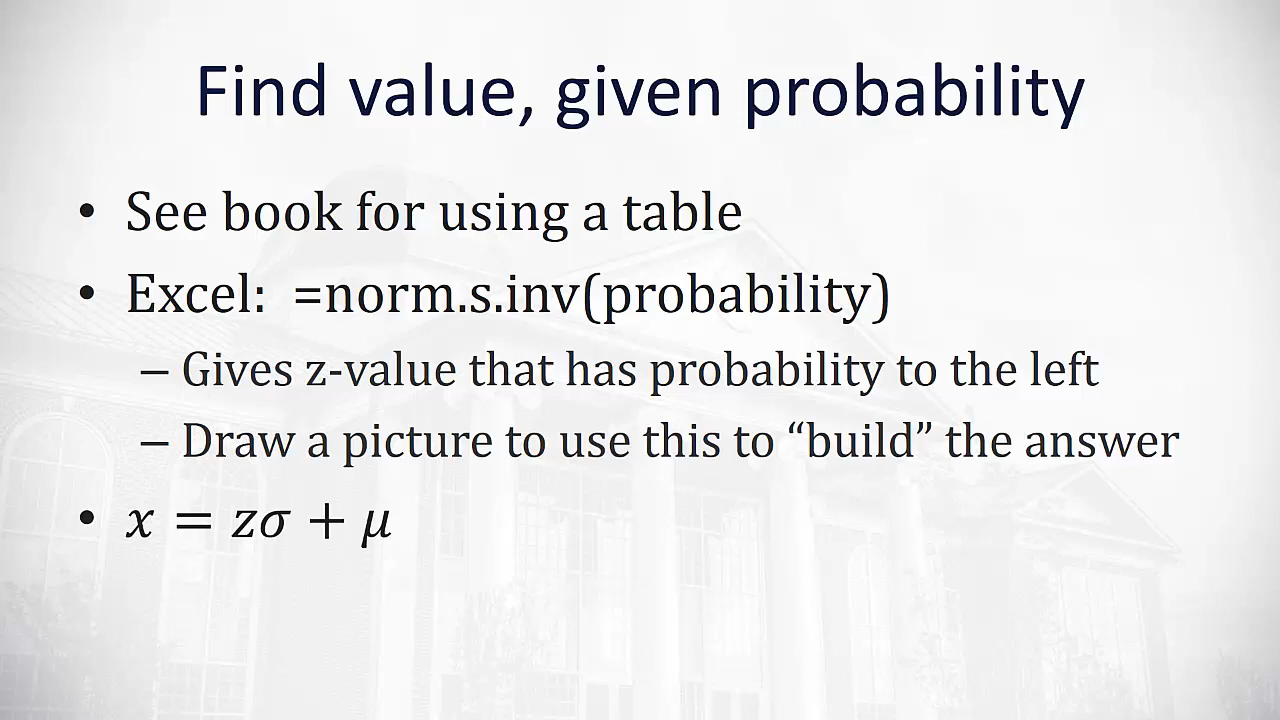 Find value, given probability
• See book for using a table
• Excel:  =norm.s.inv(probability)
– Gives z-value that has probability to the left
– Draw a picture to use this to “build” the answer
• x = zσ + μ